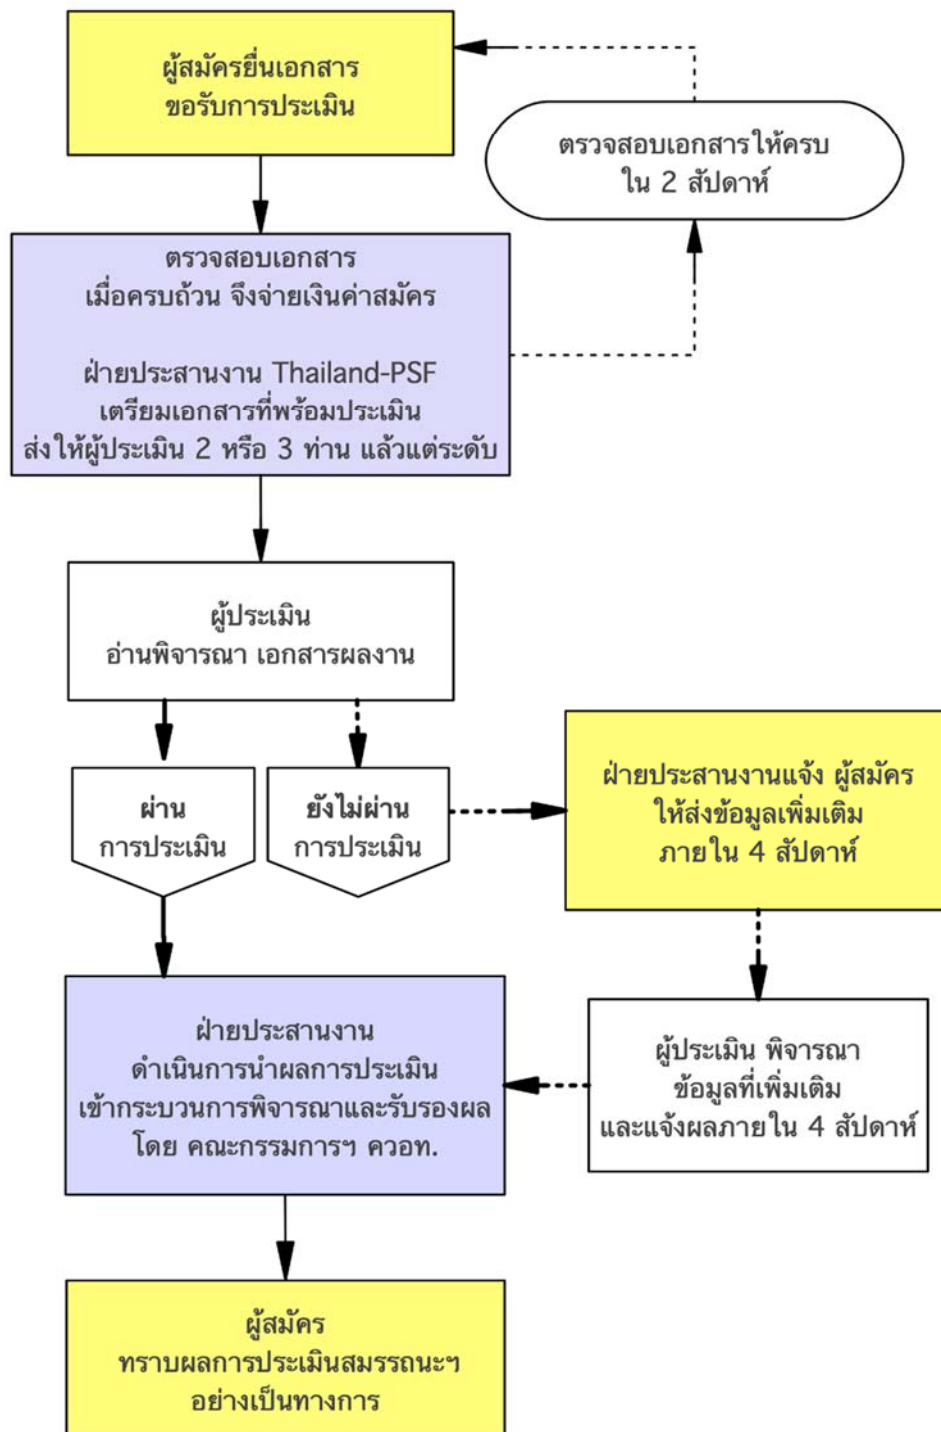 ผู้สมัครยื่นเอกสาร
ขอรับการประเมิน
ตรวจสอบเอกสารให้ครบ
ใน 2 สัปดาห์
ตรวจสอบเอกสาร
เมื่อครบถ้วน จึงจ่ายเงินค่าสมัคร
ฝ่ายประสานงาน Thailand-PSF
เตรียมเอกสารที่พร้อมประเมิน
ส่งให้ผู้ประเมิน 2 หรือ 3 ท่าน แล้วแต่ระดับ
ผู้ประเมิน
อ่านพิจารณา เอกสารผลงาน
ผ่าน
การประเมิน
ยังไม่ผ่าน
การประเมิน
ฝ่ายประสานงานแจ้ง ผู้สมัคร
ให้ส่งข้อมูลเพิ่มเติม
ภายใน 4 สัปดาห์
ผู้ประเมิน พิจารณา
ข้อมูลที่เพิ่มเติม
และแจ้งผลภายใน 4 สัปดาห์
ฝ่ายประสานงาน
ดำเนินการนำผลการประเมิน
เข้ากระบวนการพิจารณาและรับรองผล
โดย คณะกรรมการฯ ควอท.
ผู้สมัคร
ทราบผลการประเมินสมรรถนะฯ
อย่างเป็นทางการ